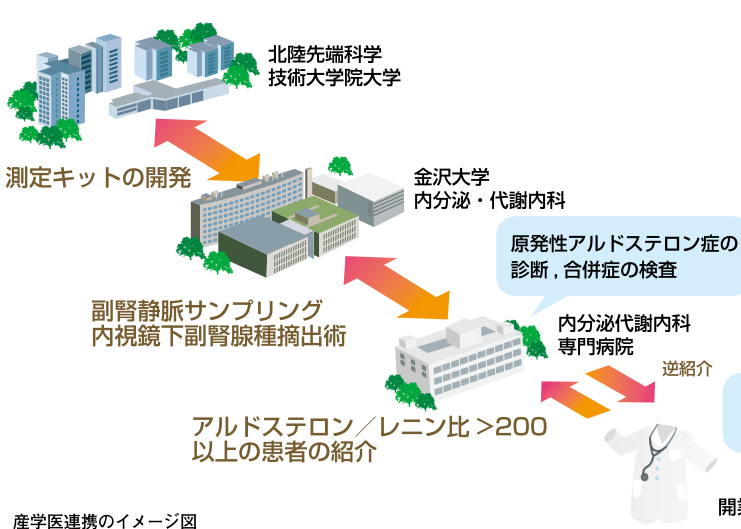 北陸先端科学
技術大学院大学
測定キットの開発
金沢大学
内分泌・代謝内科
原発性アルドステロン症の
診断，合併症の検査
副腎静脈サンプリング
内視鏡下副腎腺種摘出術
内分泌代謝内科
専門病院
逆紹介
アルドステロン／レニン比 >200
以上の患者の紹介
開業
産学医連携のイメージ図